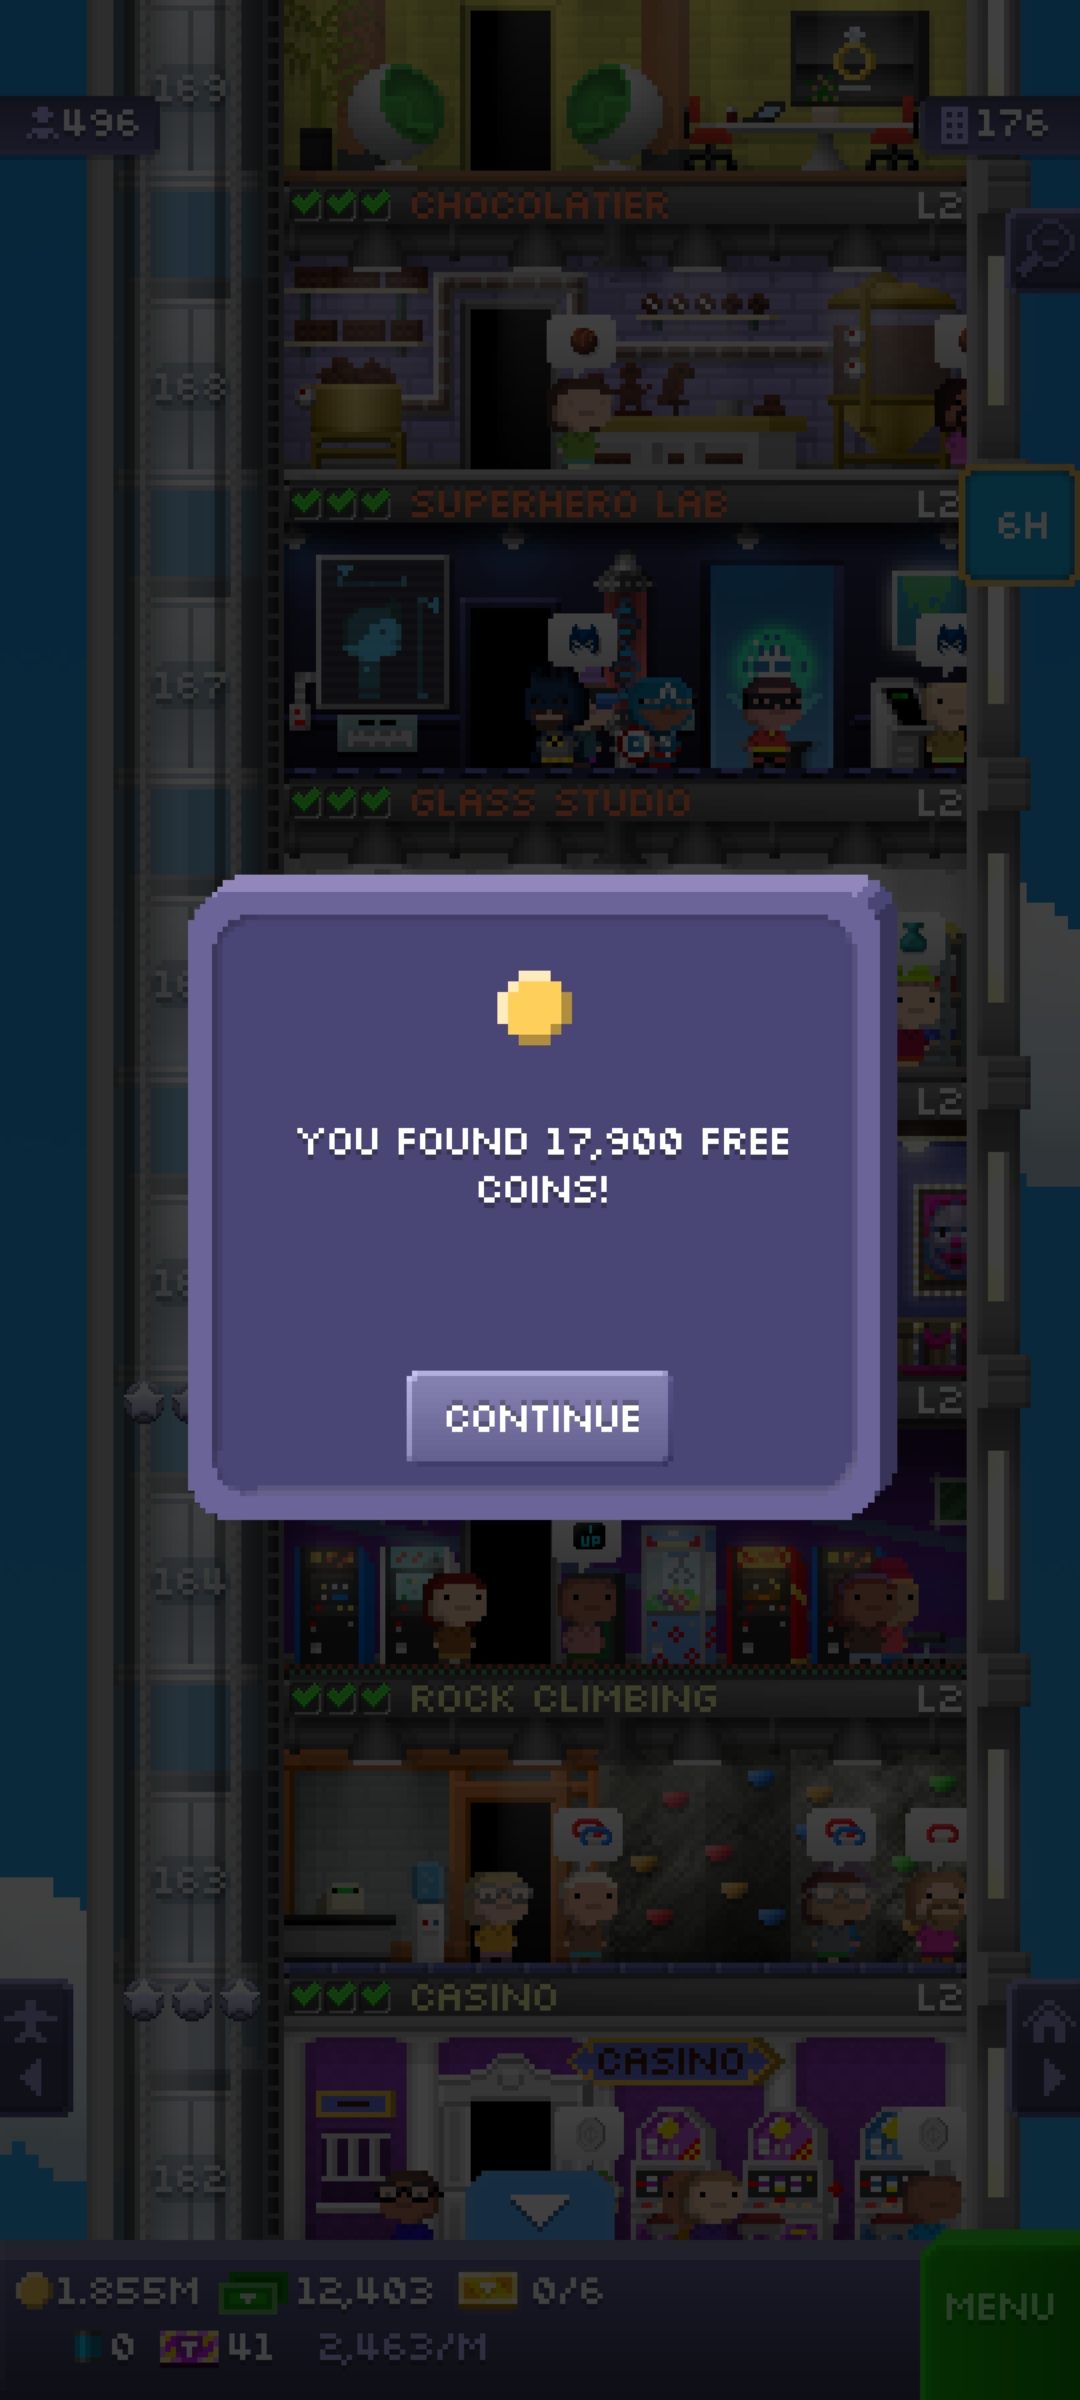 169
496
176
CHOCOLATIER L2
168
SUPERHERO LAB L2
6H
167
GLASS STUDIO L2
L2
YOU FOUND 17,900 FREE
COINS!
L2
CONTINUE
UP
164
ROCK CLIMBING L2
163
CASINO L2
CASINO
162
1.855M 12,403 0/6
MENU
0 T 41 2,463/M